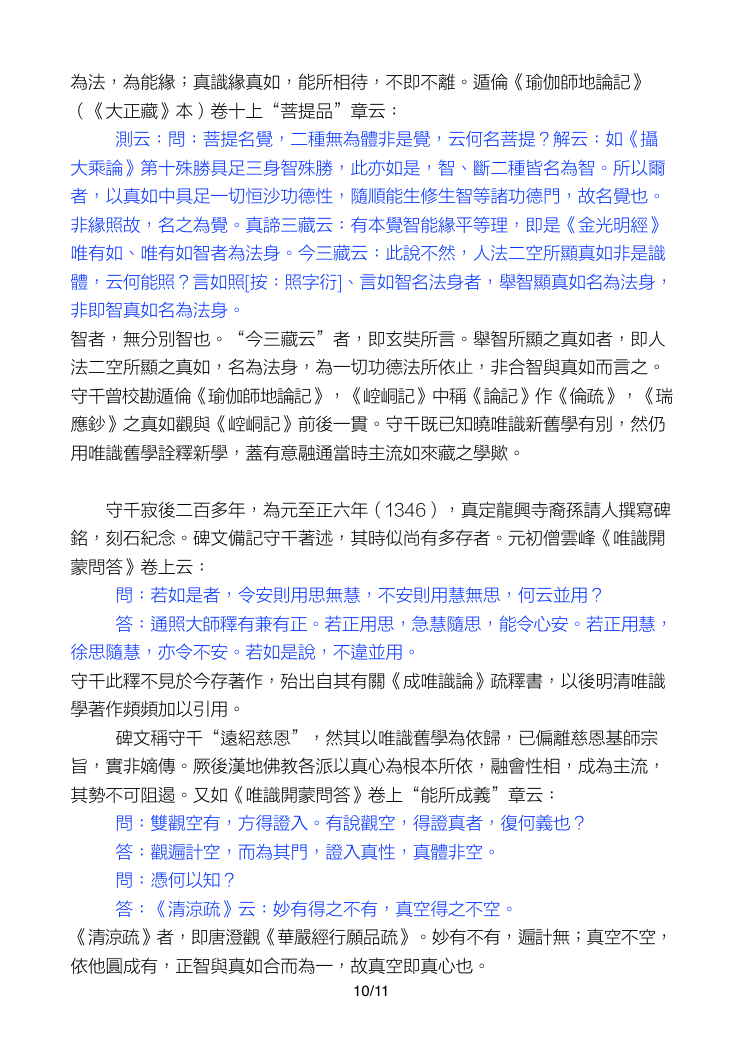 為法，為能緣；真識緣真如，能所相待，不即不離。遁倫《瑜伽師地論記》
（《大正藏》本）卷十上“菩提品”章云：
測云：問：菩提名覺，二種無為體非是覺，云何名菩提？解云：如《攝
大乘論》第十殊勝具足三身智殊勝，此亦如是，智、斷二種皆名為智。所以爾
者，以真如中具足一切恒沙功德性，隨順能生修生智等諸功德門，故名覺也。
非緣照故，名之為覺。真諦三藏云：有本覺智能緣平等理，即是《金光明經》
唯有如、唯有如智者為法身。今三藏云：此說不然，人法二空所顯真如非是識
體，云何能照？言如照[按：照字衍]、言如智名法身者，舉智顯真如名為法身，
非即智真如名為法身。
智者，無分別智也。“今三藏云”者，即玄奘所言。舉智所顯之真如者，即人
法二空所顯之真如，名為法身，為一切功德法所依止，非合智與真如而言之。
守千曾校勘遁倫《瑜伽師地論記》，《崆峒記》中稱《論記》作《倫疏》，《瑞
應鈔》之真如觀與《崆峒記》前後一貫。守千既已知曉唯識新舊學有別，然仍
用唯識舊學詮釋新學，蓋有意融通當時主流如來藏之學歟。
守千寂後二百多年，為元至正六年（1346），真定龍興寺裔孫請人撰寫碑
銘，刻石紀念。碑文備記守千著述，其時似尚有多存者。元初僧雲峰《唯識開
蒙問答》卷上云：
問：若如是者，令安則用思無慧，不安則用慧無思，何云並用？
答：通照大師釋有兼有正。若正用思，急慧隨思，能令心安。若正用慧，
徐思隨慧，亦令不安。若如是說，不違並用。
守千此釋不見於今存著作，殆出自其有關《成唯識論》疏釋書，以後明清唯識
學著作頻頻加以引用。
碑文稱守千“遠紹慈恩”，然其以唯識舊學為依歸，已偏離慈恩基師宗
旨，實非嫡傳。厥後漢地佛教各派以真心為根本所依，融會性相，成為主流，
其勢不可阻遏。又如《唯識開蒙問答》卷上“能所成義”章云：
問：雙觀空有，方得證入。有說觀空，得證真者，復何義也？
答：觀遍計空，而為其門，證入真性，真體非空。
問：憑何以知？
答：《清涼疏》云：妙有得之不有，真空得之不空。
《清涼疏》者，即唐澄觀《華嚴經行願品疏》。妙有不有，遍計無；真空不空，
依他圓成有，正智與真如合而為一，故真空即真心也。
10/11